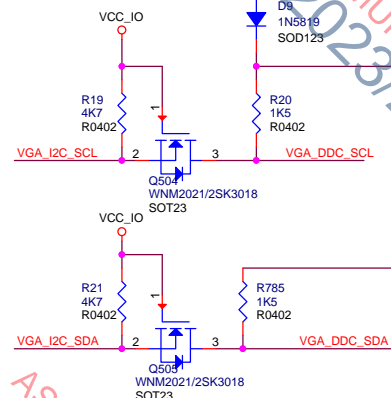 D9
VCC_IO
1N5819
SOD123
R19
4K7
R0402
R20
1K5
R0402
1
VGA_I2C_SCL
2
3
VGA_DDC_SCL
Q504
WNM2021/2SK3018
SOT23
VCC_IO
R21
4K7
R0402
R785
1K5
R0402
1
VGA_I2C_SDA
2
3
VGA_DDC_SDA
Q505
WNM2021/2SK3018
SOT23
2023/